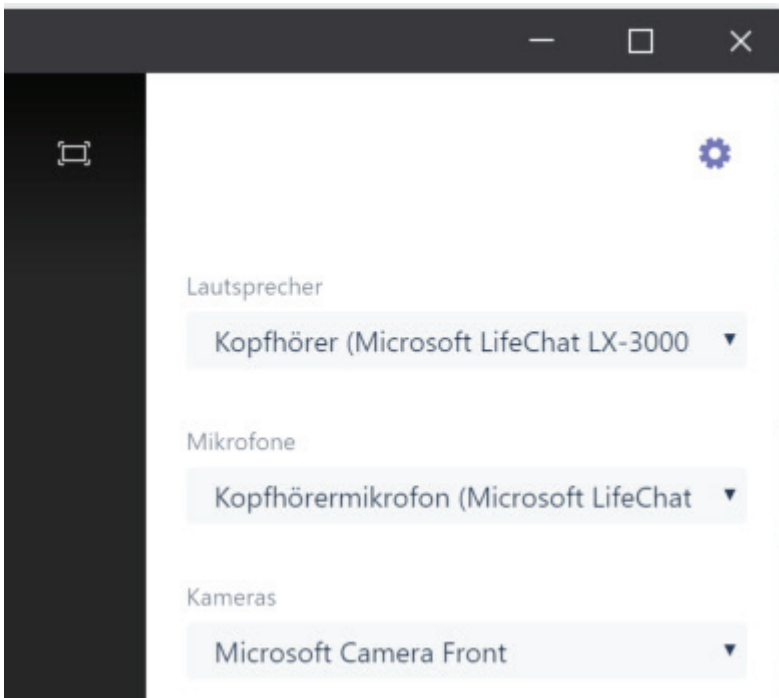 Lautsprecher
Kopfhörer (Microsoft LifeChat LX-3000
Mikrofone
Kopfhörermikrofon (Microsoft LifeChat
Kameras
Microsoft Camera Front